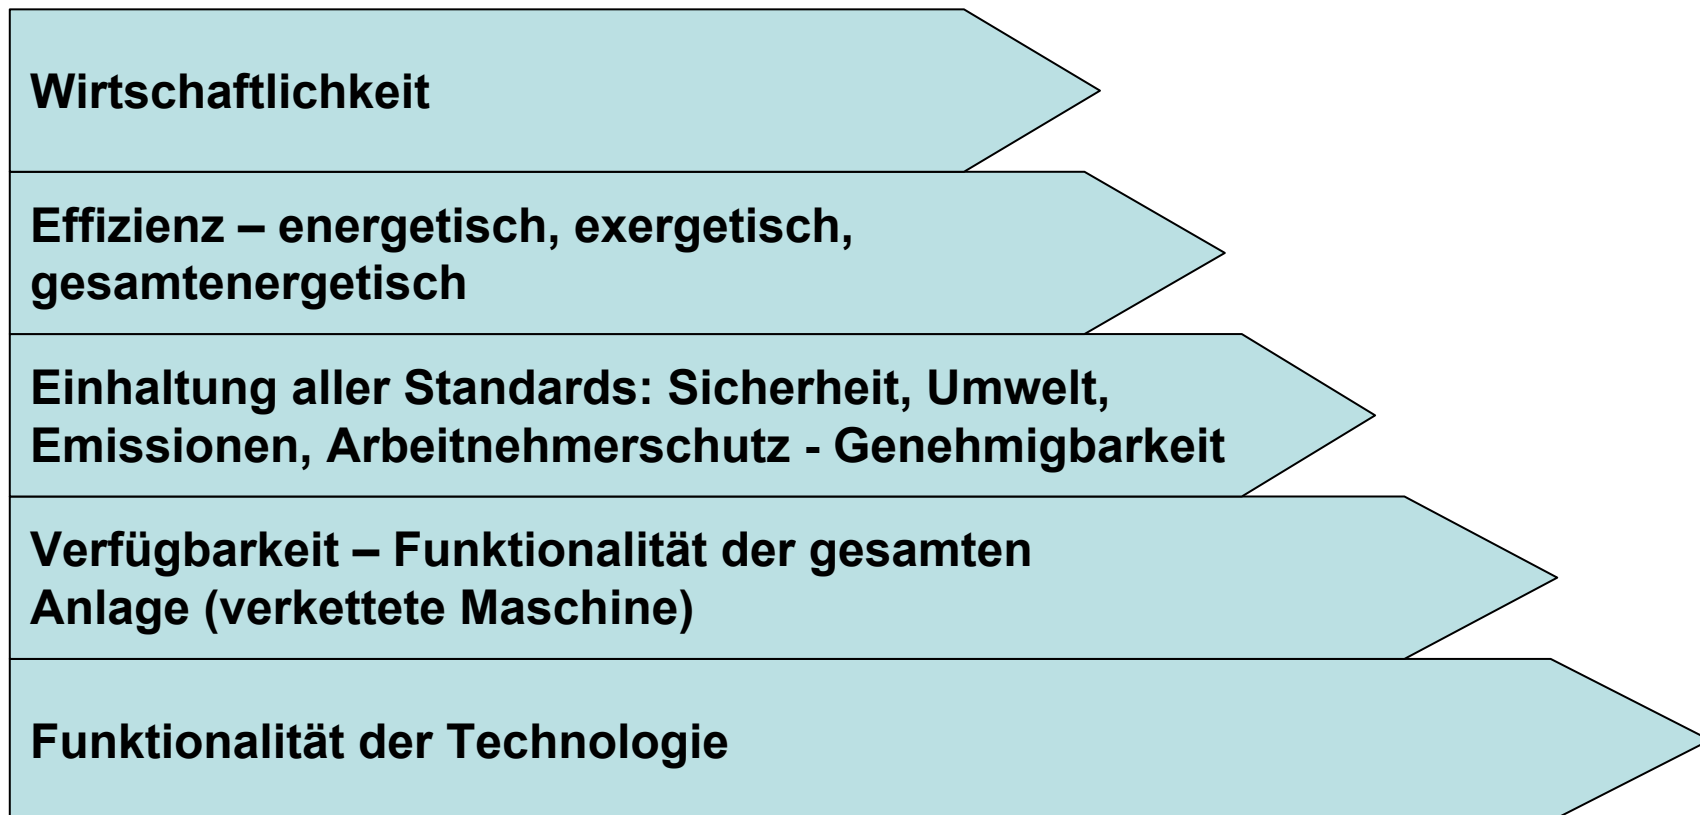 Wirtschaftlichkeit
Effizienz – energetisch, exergetisch,
gesamtenergetisch
Einhaltung aller Standards: Sicherheit, Umwelt,
Emissionen, Arbeitnehmerschutz - Genehmigbarkeit
Verfügbarkeit – Funktionalität der gesamten
Anlage (verkettete Maschine)
Funktionalität der Technologie